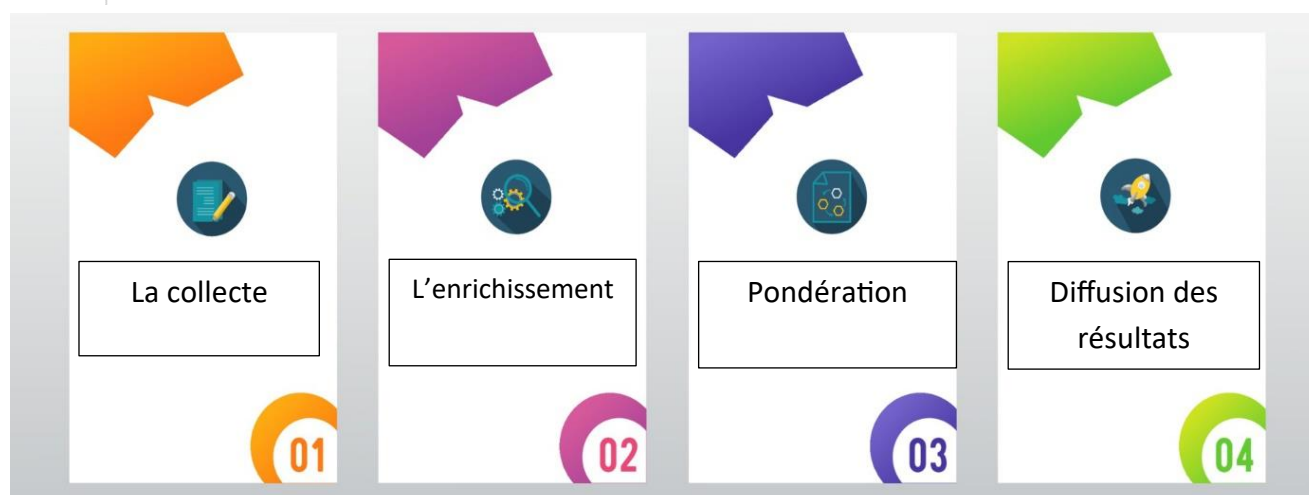 La collecte
01
L’enrichissement
02
Pondération
03
Diffusion des
résultats
04